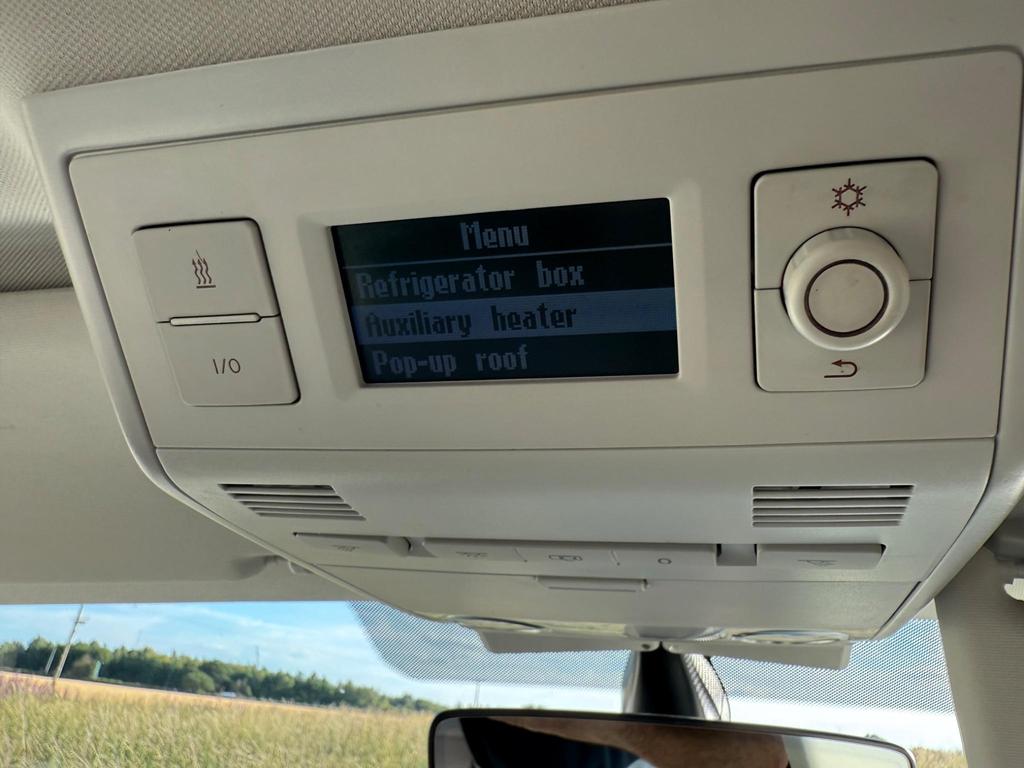 Menu
Refrigerator box
Auxiliary heater
Pop-up roof
I/O
O